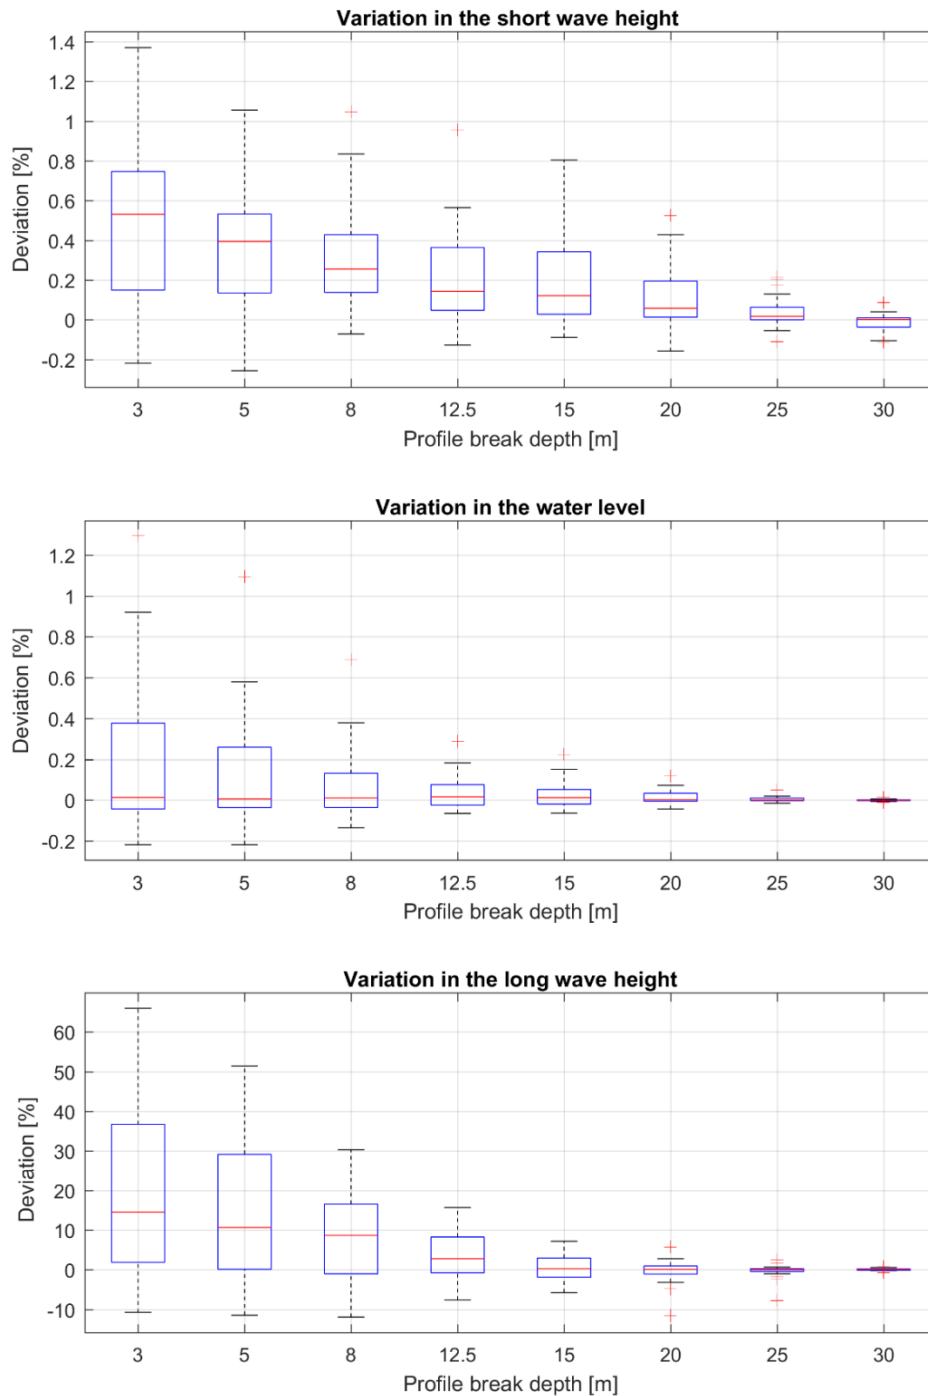 Variation in the short wave height
1.4
1.2
1
0.8
0.6
0.4
0.2
0
-0.2
Deviation [%]
3 5 8 12.5 15 20 25 30
Profile break depth [m]
Variation in the water level
1.2
1
0.8
0.6
0.4
0.2
0
-0.2
Deviation [%]
3 5 8 12.5 15 20 25 30
Profile break depth [m]
Variation in the long wave height
60
50
40
30
20
10
0
-10
Deviation [%]
3 5 8 12.5 15 20 25 30
Profile break depth [m]